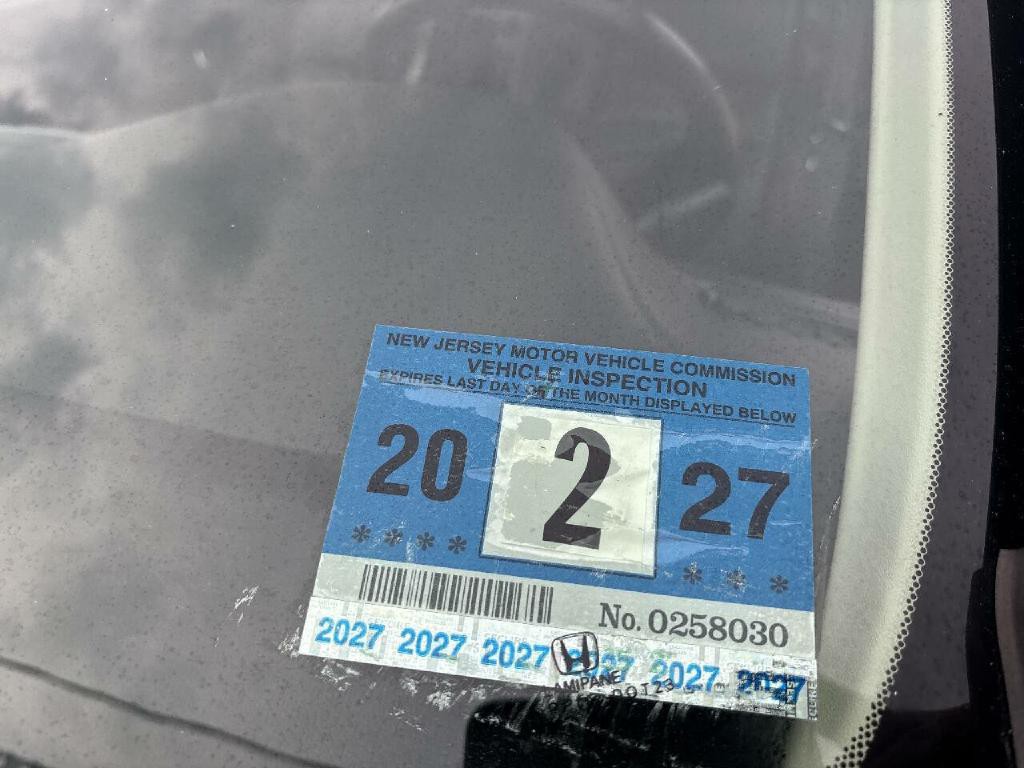 NEW JERSEY MOTOR VEHICLE COMMISSION
VEHICLE INSPECTION
EXPIRES LAST DAY OF THE MONTH DISPLAYED BELOW
20 2 27
**** ***
No. 0258030
2027 2027 2027 2027 2027 2027
H